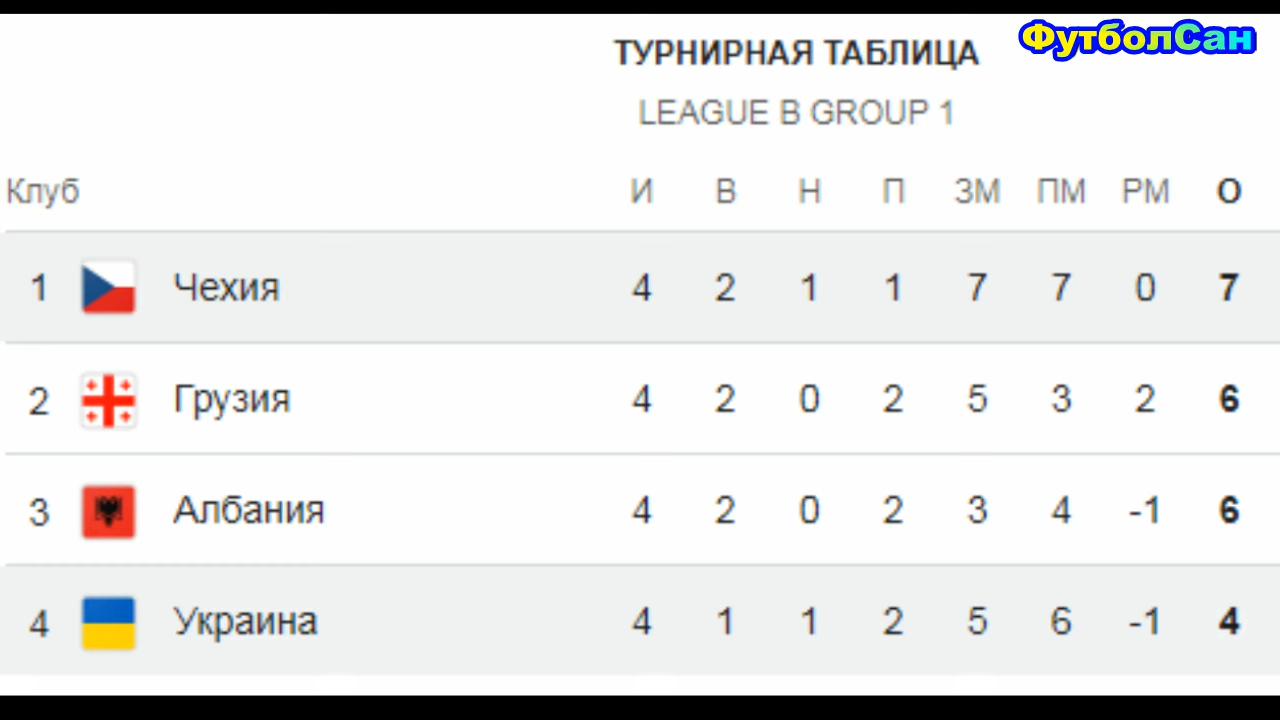 ФутболСан
ТУРНИРНАЯ ТАБЛИЦА
LEAGUE B GROUP 1
Клуб И В Н П ЗМ ПМ РМ О
1 Чехия 4 2 1 1 7 7 0 7
2 Грузия 4 2 0 2 5 3 2 6
3 Албания 4 2 0 2 3 4 -1 6
4 Украина 4 1 1 2 5 6 -1 4